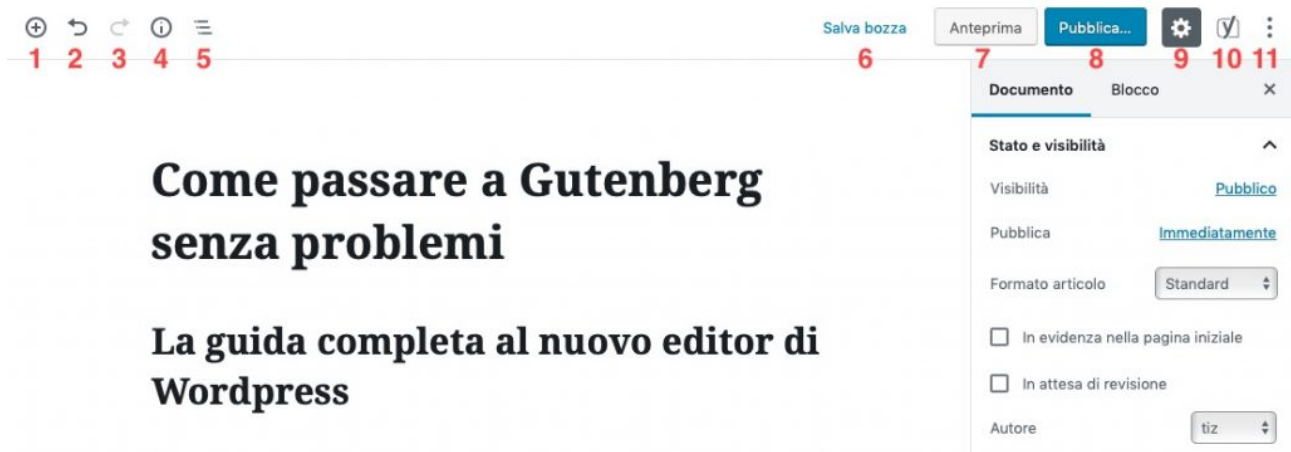 Salva bozza Anteprima Pubblica...
1 2 3 4 5 6 7 8 9 10 11
Documento Blocco
Stato e visibilità
Visibilità Pubblico
Pubblica Immediatamente
Formato articolo Standard
In evidenza nella pagina iniziale
In attesa di revisione
Autore tiz
Come passare a Gutenberg
senza problemi
La guida completa al nuovo editor di
Wordpress